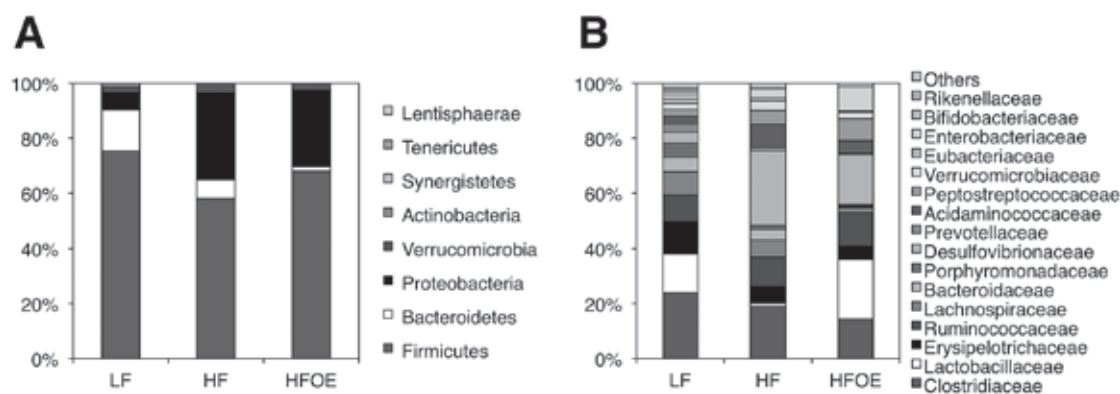 A
100%
80%
60%
40%
20%
0%
LF
HF
HFOE
Lentisphaerae
Tenericutes
Synergistetes
Actinobacteria
Verrucomicrobia
Proteobacteria
Bacteroidetes
Firmicutes
B
100%
80%
60%
40%
20%
0%
LF
HF
HFOE
Others
Rikenellaceae
Bifidobacteriaceae
Enterobacteriaceae
Eubacteriaceae
Verrucomicrobiaceae
Peptostreptococcaceae
Acidaminococcaceae
Prevotellaceae
Desulfovibrionaceae
Porphyromonadaceae
Bacteroidaceae
Lachnospiraceae
Ruminococcaceae
Erysipelotrichaceae
Lactobacillaceae
Clostridiaceae